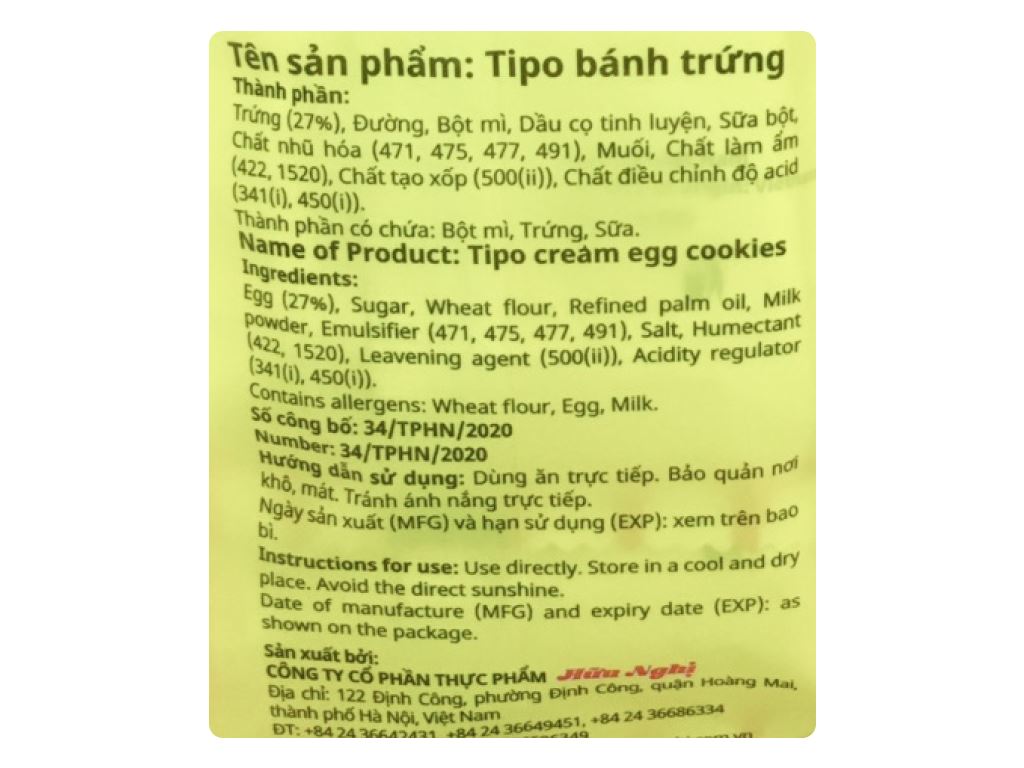 Tên sản phẩm: Tipo bánh trứng
Thành phần:
Trứng (27%), Đường, Bột mì, Dầu cọ tinh luyện, Sữa bột,
Chất nhũ hóa (471, 475, 477, 491), Muối, Chất làm ẩm
(422, 1520), Chất tạo xốp (500(ii)), Chất điều chỉnh độ acid
(341(i), 450(i)).
Thành phần có chứa: Bột mì, Trứng, Sữa.
Name of Product: Tipo cream egg cookies
Ingredients:
Egg (27%), Sugar, Wheat flour, Refined palm oil, Milk
powder, Emulsifier (471, 475, 477, 491), Salt, Humectant
(422, 1520), Leavening agent (500(ii)), Acidity regulator
(341(i), 450(i)).
Contains allergens: Wheat flour, Egg, Milk.
Số công bố: 34/TPHN/2020
Number: 34/TPHN/2020
Hướng dẫn sử dụng: Dùng ăn trực tiếp. Bảo quản nơi
khô, mát. Tránh ánh nắng trực tiếp.
Ngày sản xuất (MFG) và hạn sử dụng (EXP): xem trên bao
bì.
Instructions for use: Use directly. Store in a cool and dry
place. Avoid the direct sunshine.
Date of manufacture (MFG) and expiry date (EXP): as
shown on the package.
Sản xuất bởi:
CÔNG TY CỔ PHẦN THỰC PHẨM Hữu Nghị
Địa chỉ: 122 Định Công, phường Định Công, quận Hoàng Mai,
thành phố Hà Nội, Việt Nam
ĐT: +84 24 36642431, +84 24 36649451, +84 24 36686334